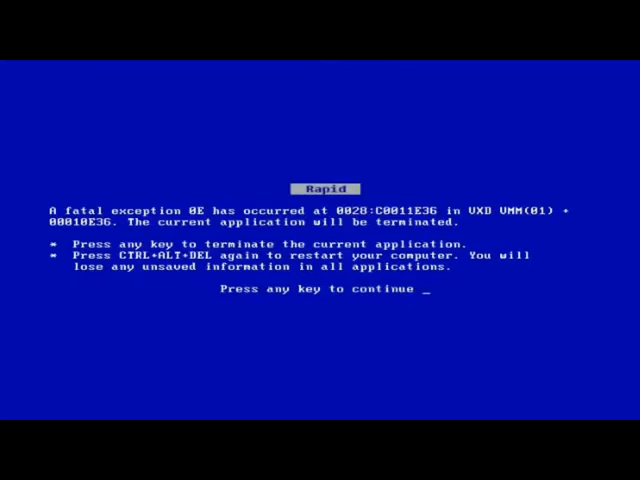 Rapid
A fatal exception 0E has occurred at 0028:C0011E36 in VXD VMM(01) +
00010E36. The current application will be terminated.
* Press any key to terminate the current application.
* Press CTRL+ALT+DEL again to restart your computer. You will
lose any unsaved information in all applications.
Press any key to continue _